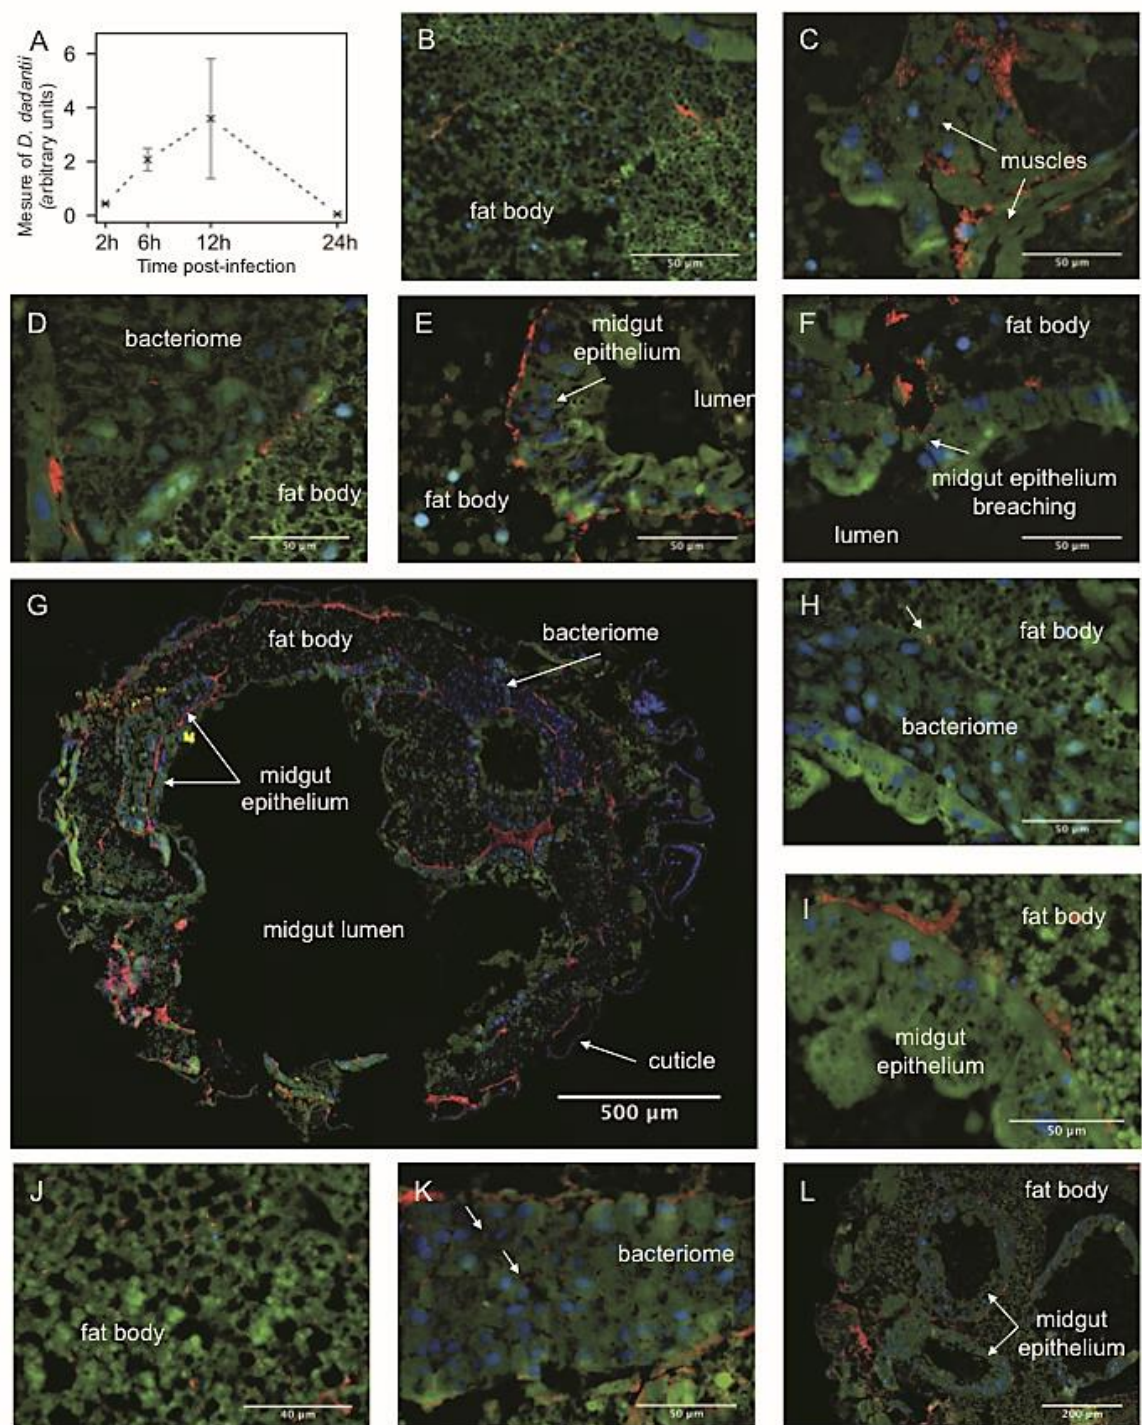 A
Mesure of D. dadantii
(arbitrary units)
6
4
2
0
2h 6h 12h 24h
Time post-infection
B
fat body
50 µm
C
muscles
50 µm
D
bacteriome
fat body
50 µm
E
midgut
epithelium
lumen
fat body
50 µm
F
fat body
midgut epithelium
breaching
lumen
50 µm
G
fat body
bacteriome
midgut
epithelium
midgut lumen
cuticle
500 µm
H
fat body
bacteriome
50 µm
I
fat body
midgut
epithelium
50 µm
J
fat body
40 µm
K
bacteriome
50 µm
L
fat body
midgut
epithelium
200 µm